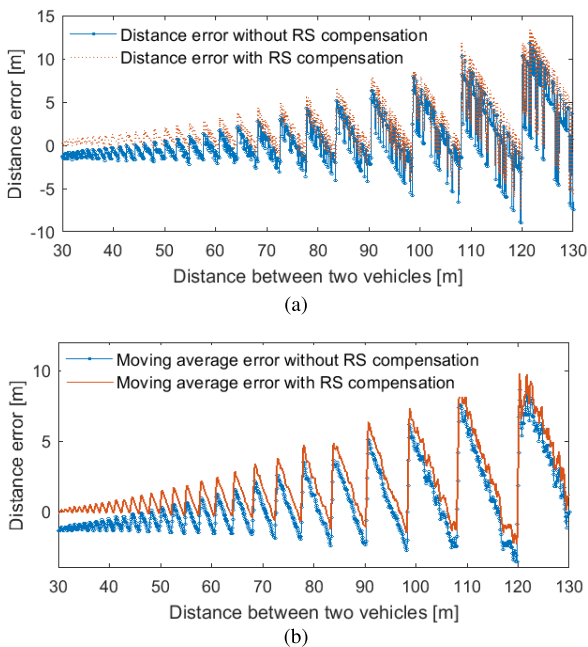 15
Distance error without RS compensation
Distance error with RS compensation
10
5
0
-5
-10
Distance error [m]
30 40 50 60 70 80 90 100 110 120 130
Distance between two vehicles [m]
(a)
Moving average error without RS compensation
Moving average error with RS compensation
10
5
0
Distance error [m]
30 40 50 60 70 80 90 100 110 120 130
Distance between two vehicles [m]
(b)